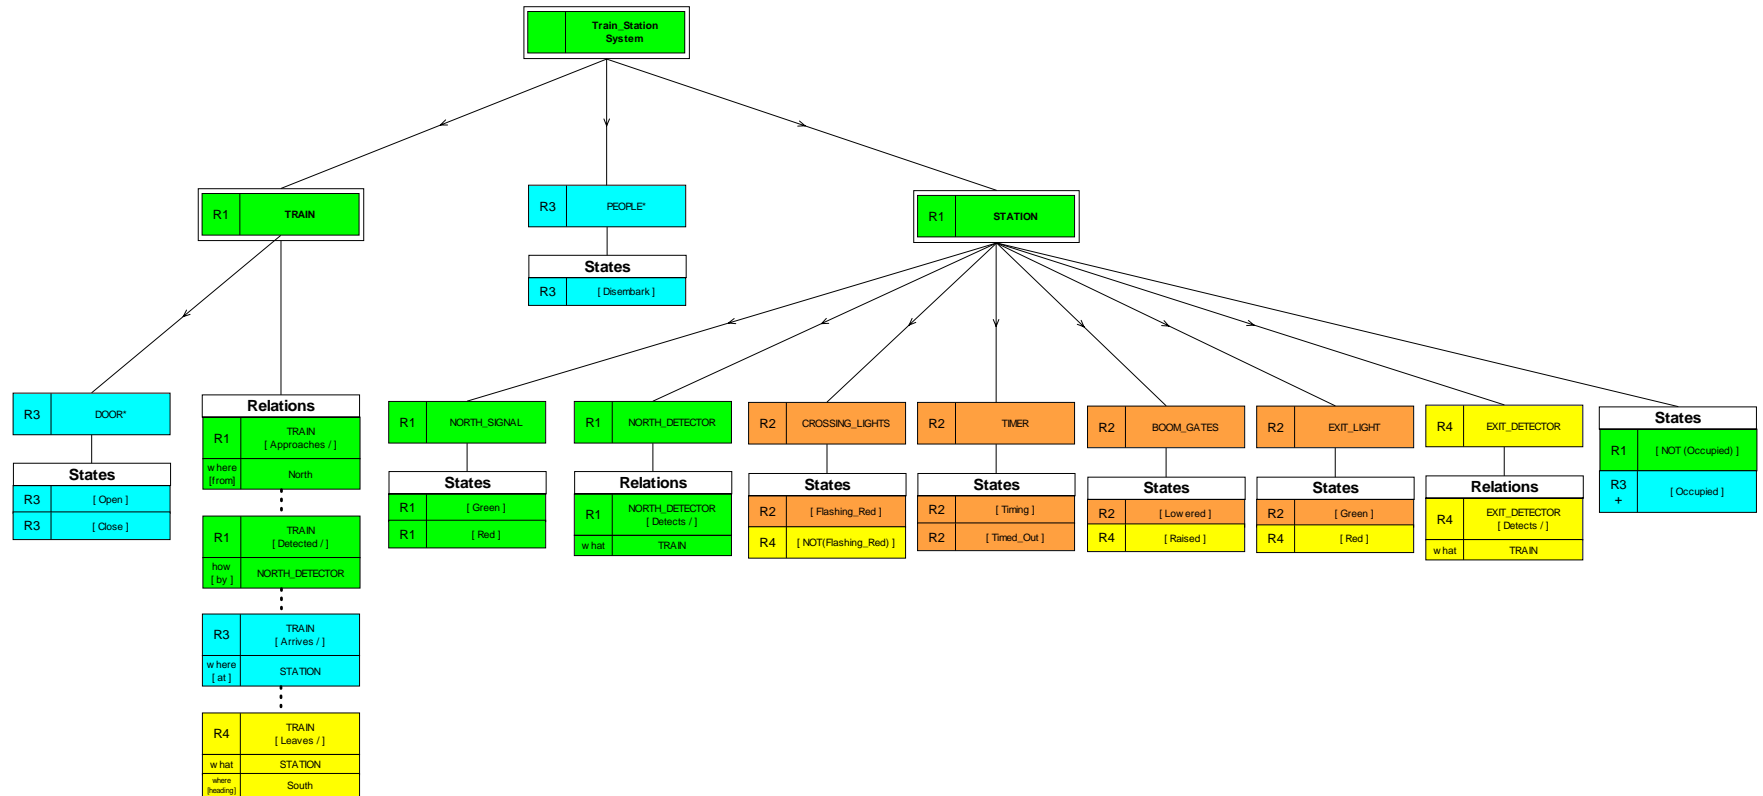 Train_Station
System
R1
TRAIN
R3
PEOPLE*
States
R3
[ Disembark ]
R1
STATION
R3
DOOR*
States
R3
[ Open ]
R3
[ Close ]
Relations
R1
TRAIN
[ Approaches / ]
where
[from]
North
R1
TRAIN
[ Detected / ]
how
[ by ]
NORTH_DETECTOR
R3
TRAIN
[ Arrives / ]
where
[ at ]
STATION
R4
TRAIN
[ Leaves / ]
what
STATION
where
[heading]
South
R1
NORTH_SIGNAL
States
R1
[ Green ]
R1
[ Red ]
R1
NORTH_DETECTOR
Relations
R1
NORTH_DETECTOR
[ Detects / ]
what
TRAIN
R2
CROSSING_LIGHTS
States
R2
[ Flashing_Red ]
R4
[ NOT(Flashing_Red) ]
R2
TIMER
States
R2
[ Timing ]
R2
[ Timed_Out ]
R2
BOOM_GATES
States
R2
[ Lowered ]
R4
[ Raised ]
R2
EXIT_LIGHT
States
R2
[ Green ]
R4
[ Red ]
R4
EXIT_DETECTOR
Relations
R4
EXIT_DETECTOR
[ Detects / ]
what
TRAIN
States
R1
[ NOT (Occupied) ]
R3
+
[ Occupied ]